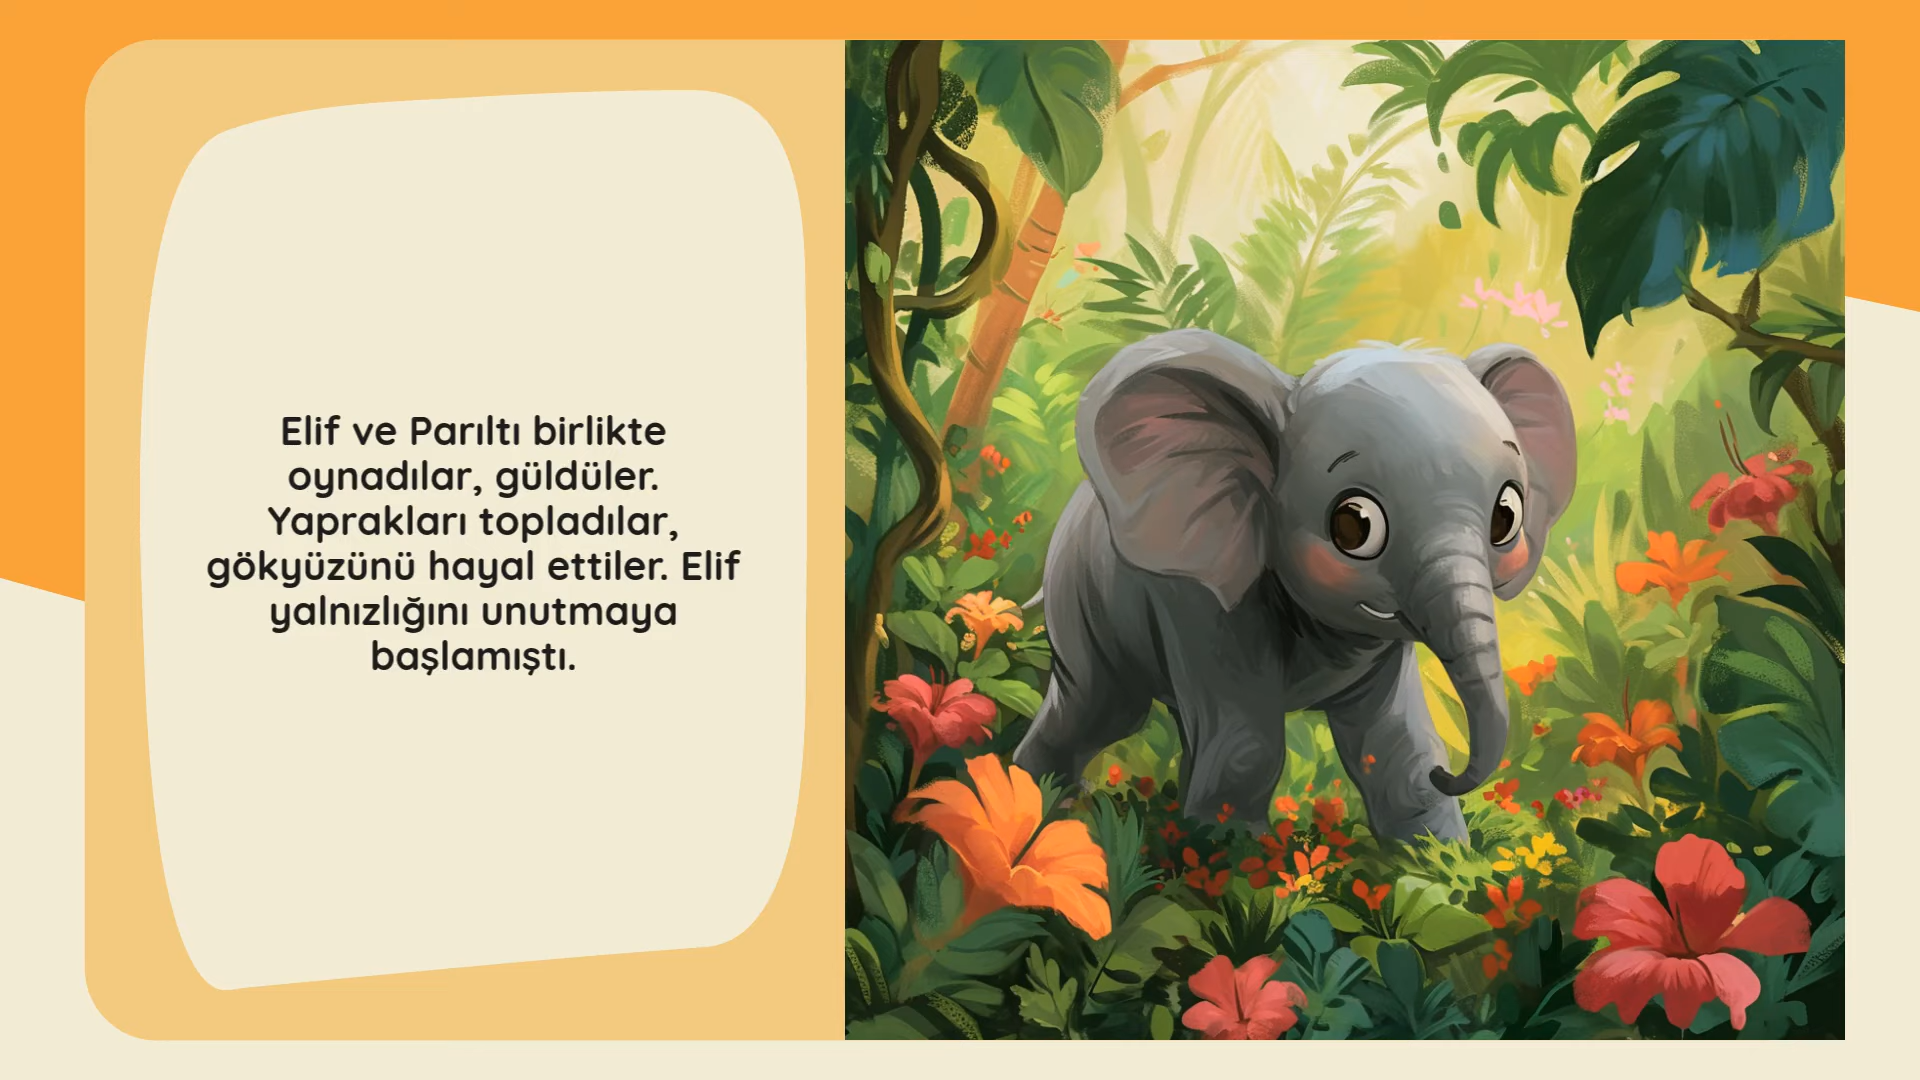 Elif ve Parıltı birlikte
oynadılar, güldüler.
Yaprakları topladılar,
gökyüzünü hayal ettiler. Elif
yalnızlığını unutmaya
başlamıştı.